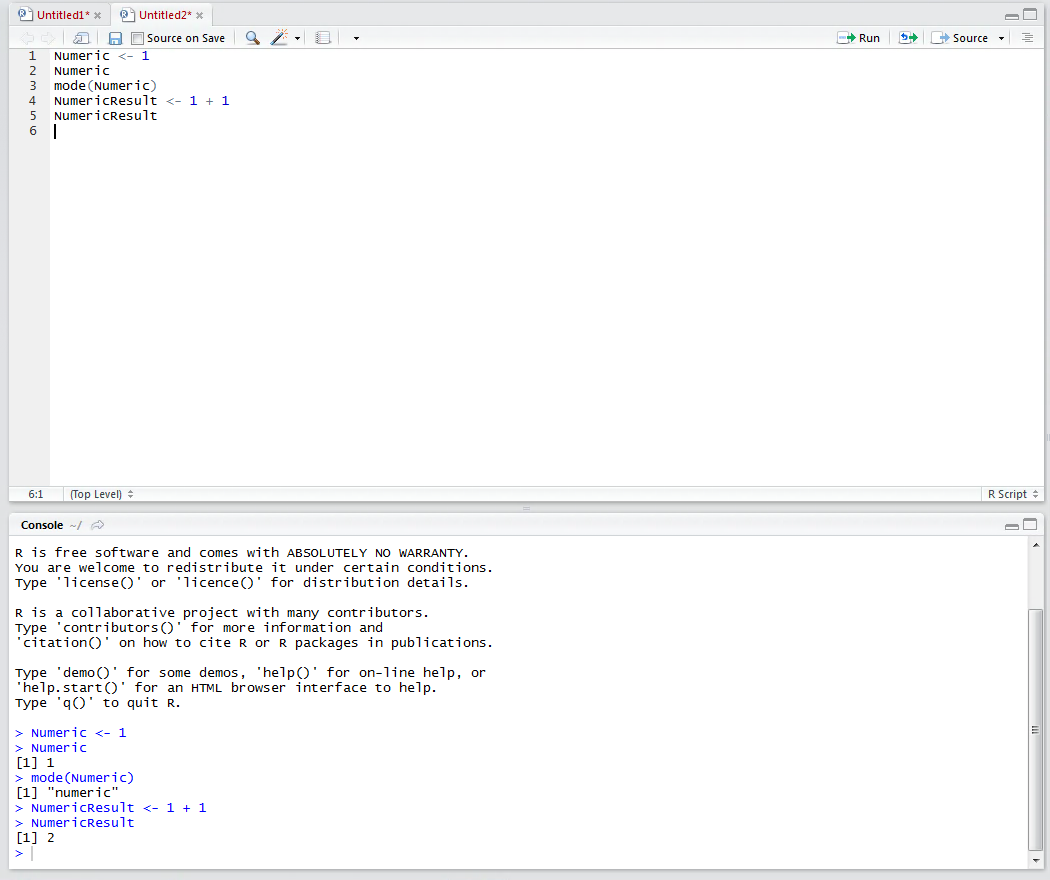 Untitled1* × Untitled2* ×
Source on Save Run Source
1 Numeric <- 1
2 Numeric
3 mode(Numeric)
4 NumericResult <- 1 + 1
5 NumericResult
6
6:1 (Top Level) R Script
Console ~/
R is free software and comes with ABSOLUTELY NO WARRANTY.
You are welcome to redistribute it under certain conditions.
Type 'license()' or 'licence()' for distribution details.
R is a collaborative project with many contributors.
Type 'contributors()' for more information and
'citation()' on how to cite R or R packages in publications.
Type 'demo()' for some demos, 'help()' for on-line help, or
'help.start()' for an HTML browser interface to help.
Type 'q()' to quit R.
> Numeric <- 1
> Numeric
[1] 1
> mode(Numeric)
[1] "numeric"
> NumericResult <- 1 + 1
> NumericResult
[1] 2
>